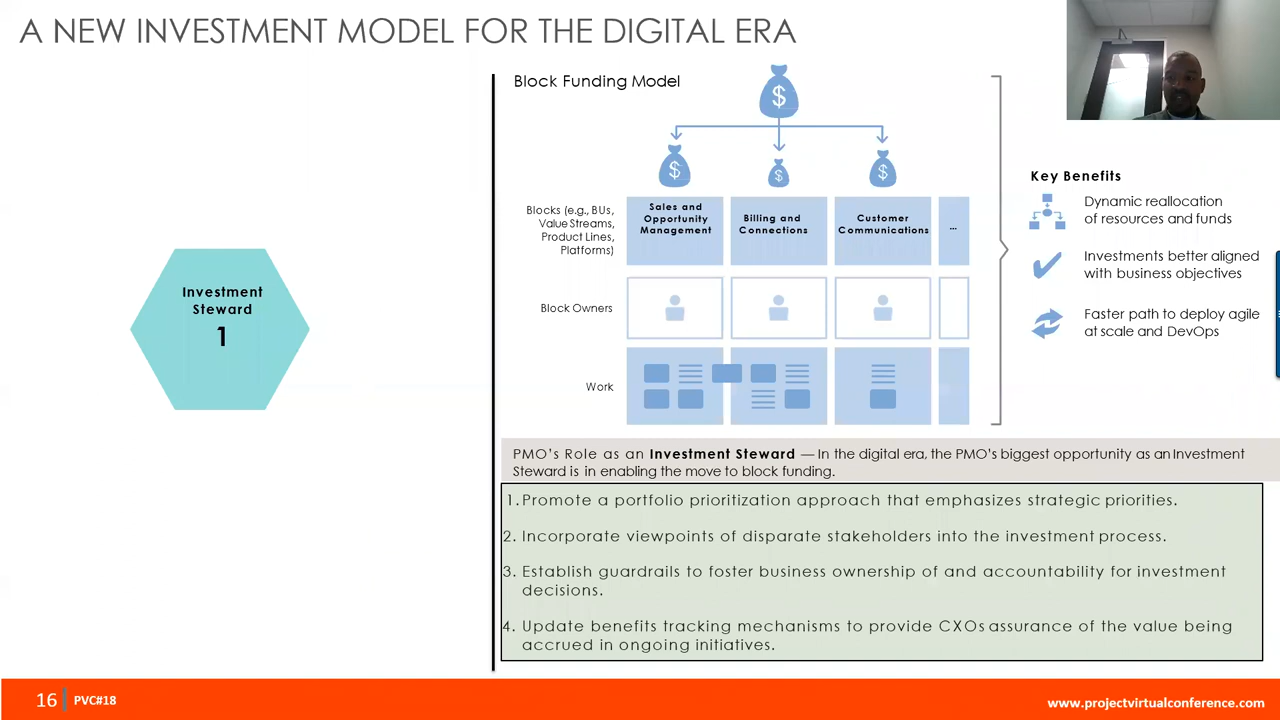 A NEW INVESTMENT MODEL FOR THE DIGITAL ERA
Investment
Steward
1
Block Funding Model
$
$
$
$
Blocks (e.g., BUs,
Value Streams,
Product Lines,
Platforms)
Sales and
Opportunity
Management
Billing and
Connections
Customer
Communications
...
Block Owners
Work
Key Benefits
Dynamic reallocation
of resources and funds
Investments better aligned
with business objectives
Faster path to deploy agile
at scale and DevOps
PMO's Role as an Investment Steward — In the digital era, the PMO's biggest opportunity as an Investment
Steward is in enabling the move to block funding.
1. Promote a portfolio prioritization approach that emphasizes strategic priorities.
2. Incorporate viewpoints of disparate stakeholders into the investment process.
3. Establish guardrails to foster business ownership of and accountability for investment
decisions.
4. Update benefits tracking mechanisms to provide CXOs assurance of the value being
accrued in ongoing initiatives.
16 PVC#18
www.projectvirtualconference.com